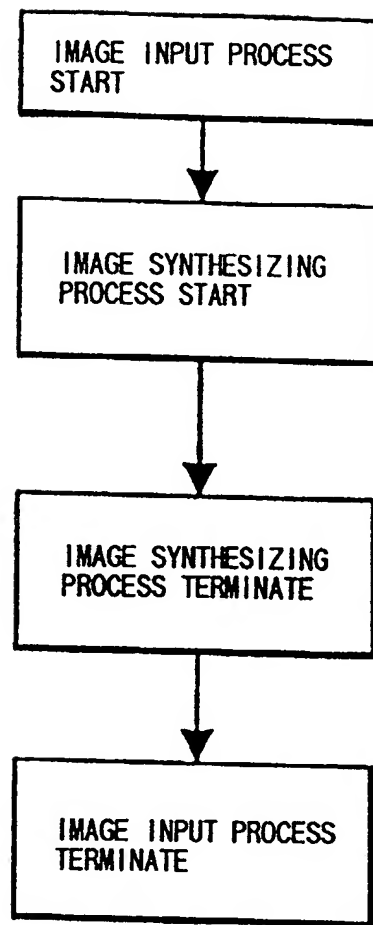 IMAGE INPUT PROCESS
START
IMAGE SYNTHESIZING
PROCESS START
IMAGE SYNTHESIZING
PROCESS TERMINATE
IMAGE INPUT PROCESS
TERMINATE